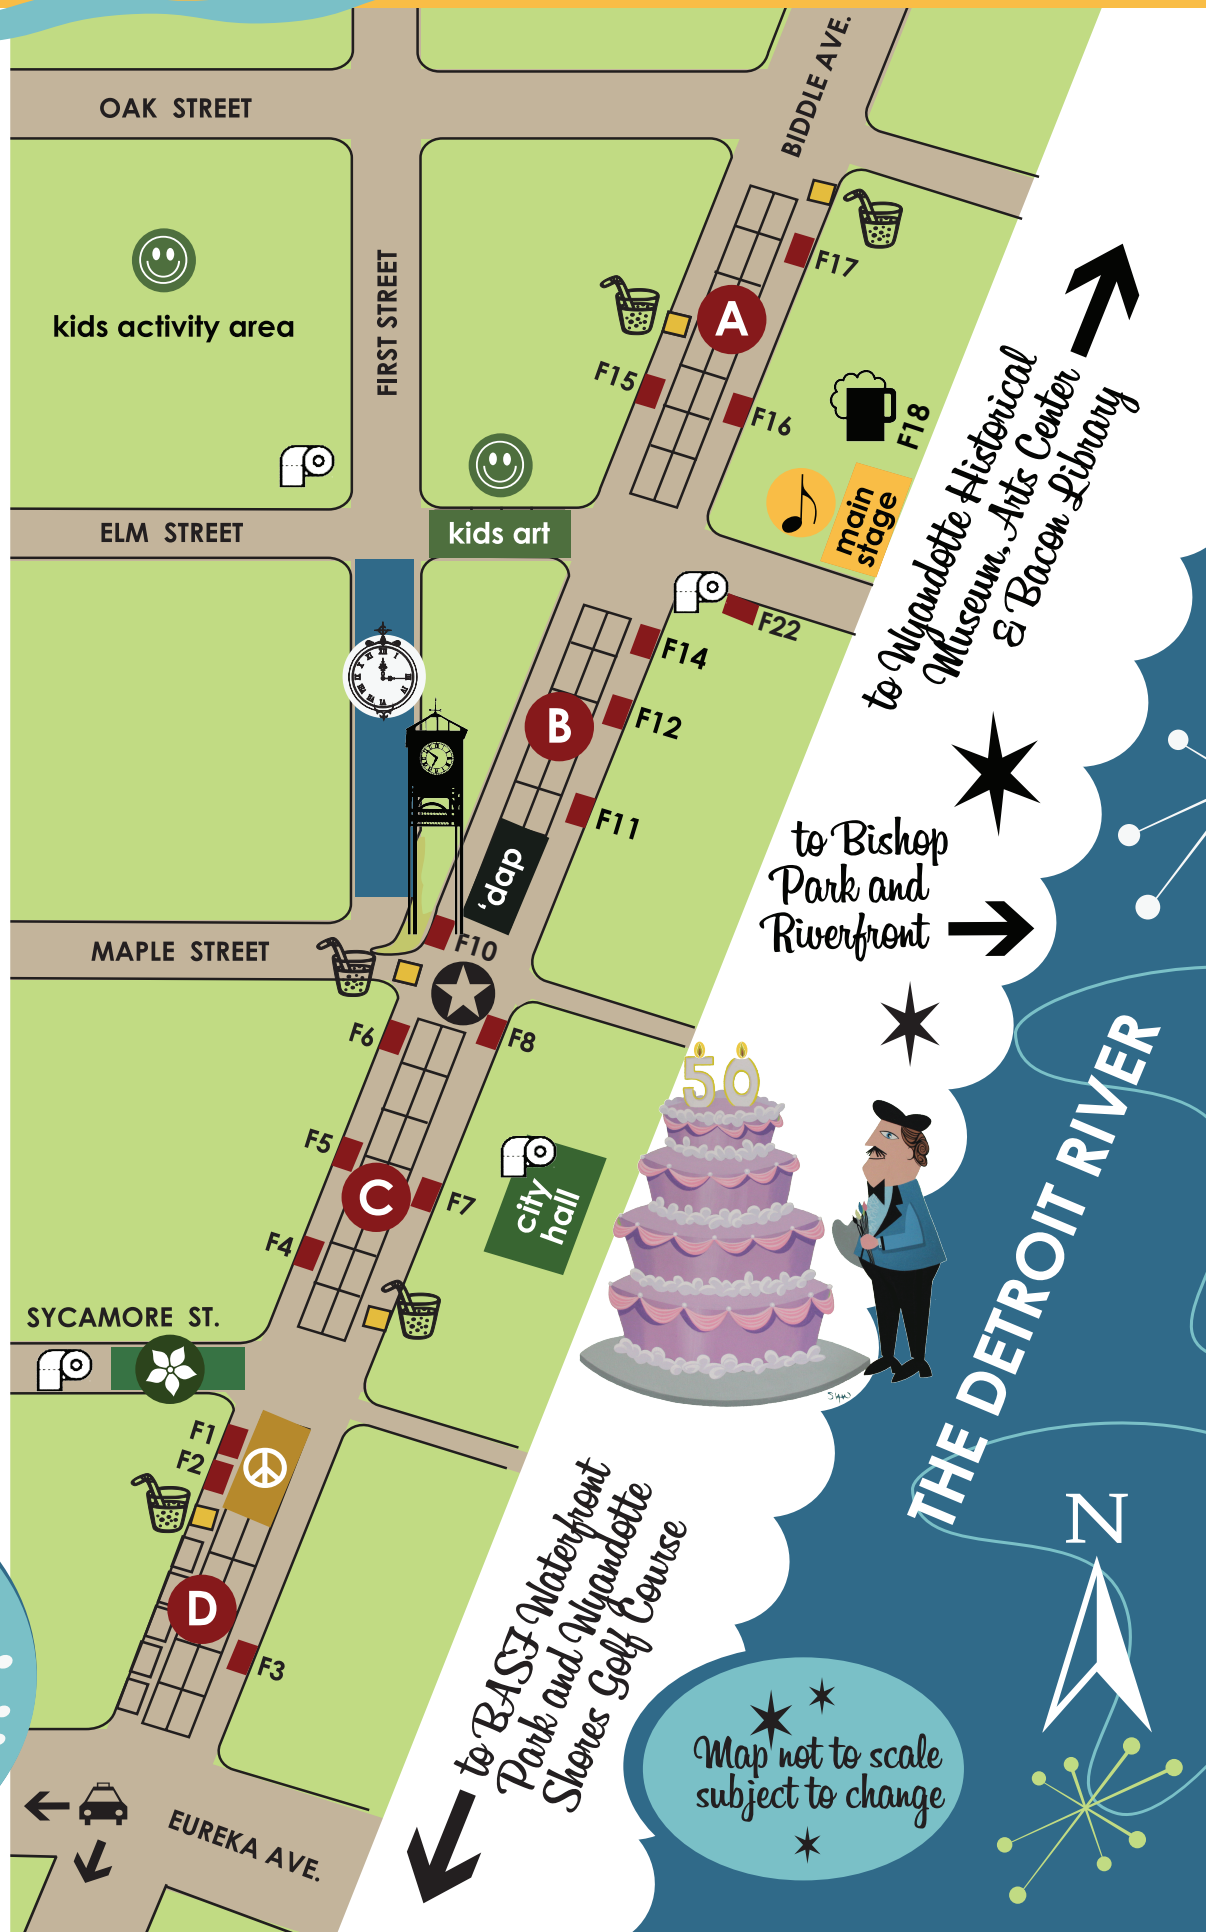 BIDDLE AVE.
OAK STREET
FIRST STREET
kids activity area
F17
A
F15
F16
F18
main
stage
kids art
ELM STREET
to Wyandotte Historical
Museum, Arts Center
& Bacon Library
F22
F14
B
F12
F11
'dap
to Bishop
Park and
Riverfront
F10
MAPLE STREET
F6
F8
50
F5
C
F7
city
hall
F4
SYCAMORE ST.
THE DETROIT RIVER
F1
F2
D
F3
to BASF Waterfront
Park and Wyandotte
Shores Golf Course
N
Map not to scale
subject to change
EUREKA AVE.